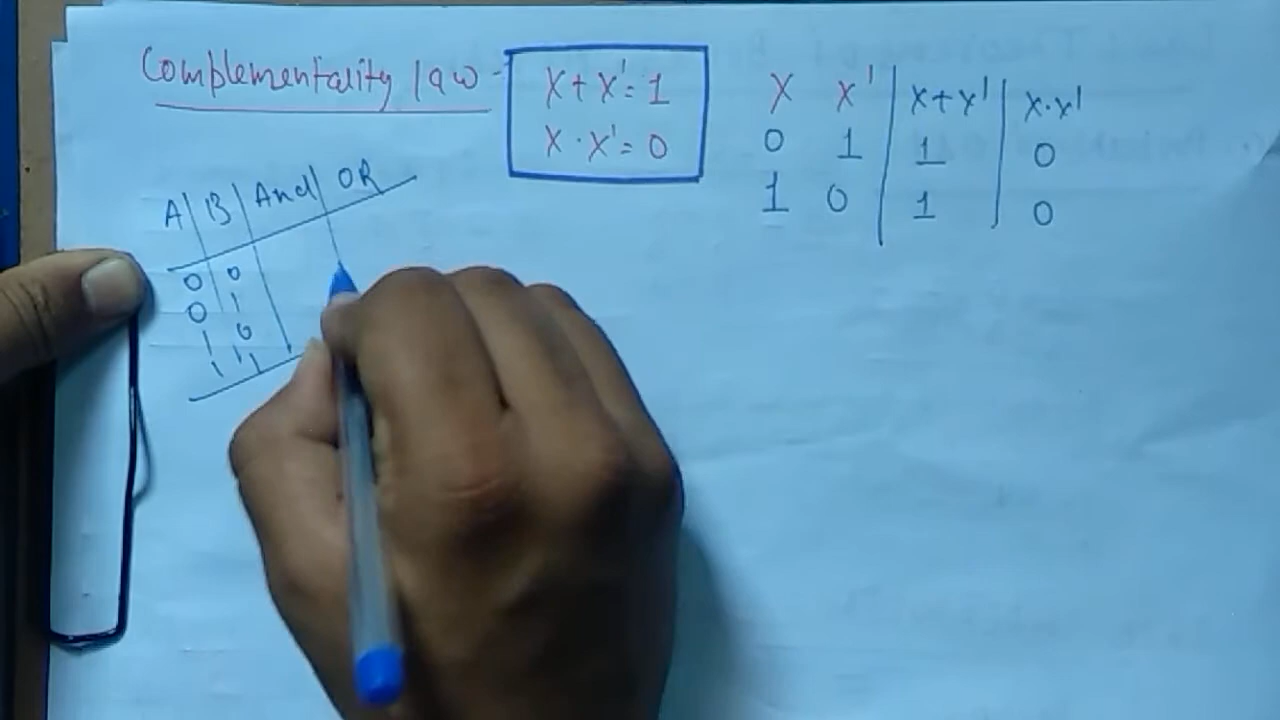 Complementality law - X + X' = 1
X · X' = 0
X X' X+X' X·X'
0 1 1 0
1 0 1 0
A B And OR
0 0
0 1
1 0
1 1